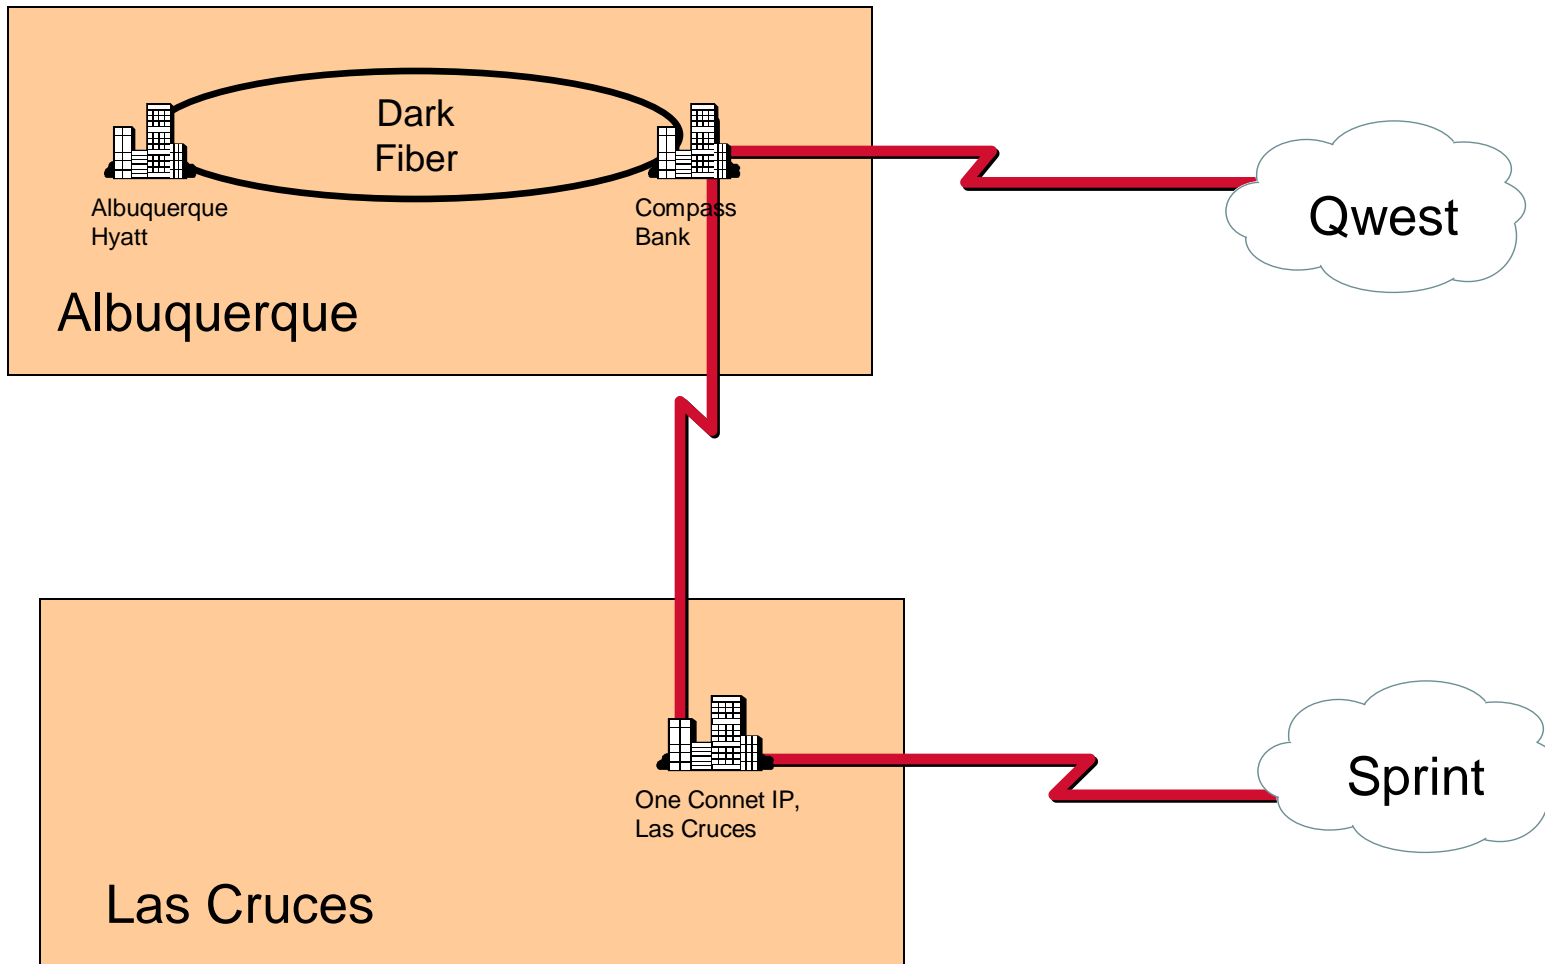 Dark
Fiber
Albuquerque
Hyatt
Compass
Bank
Qwest
Albuquerque
One Connet IP,
Las Cruces
Sprint
Las Cruces